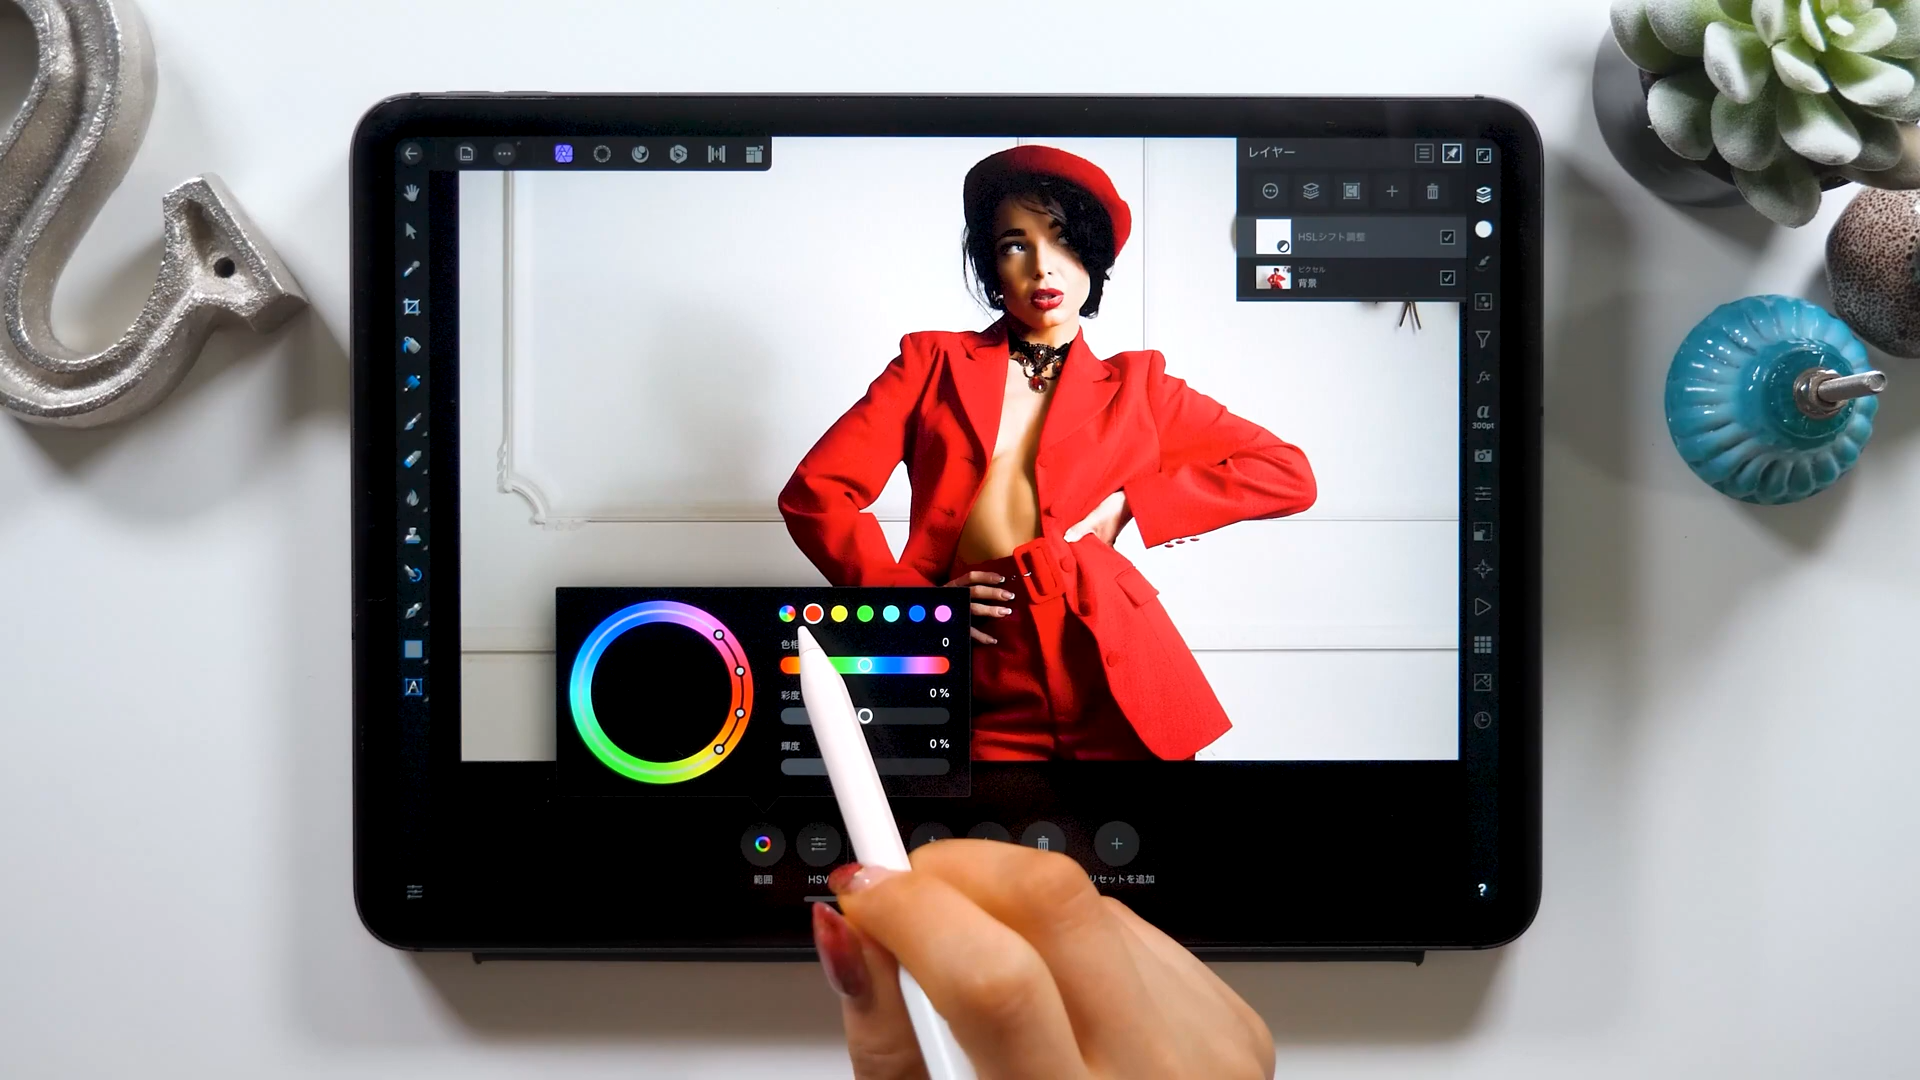 レイヤー
HSLシフト調整
ピクセル
背景
fx
a
300pt
色相
0
彩度
0 %
輝度
0 %
範囲
HSV
リセットを追加
A
?